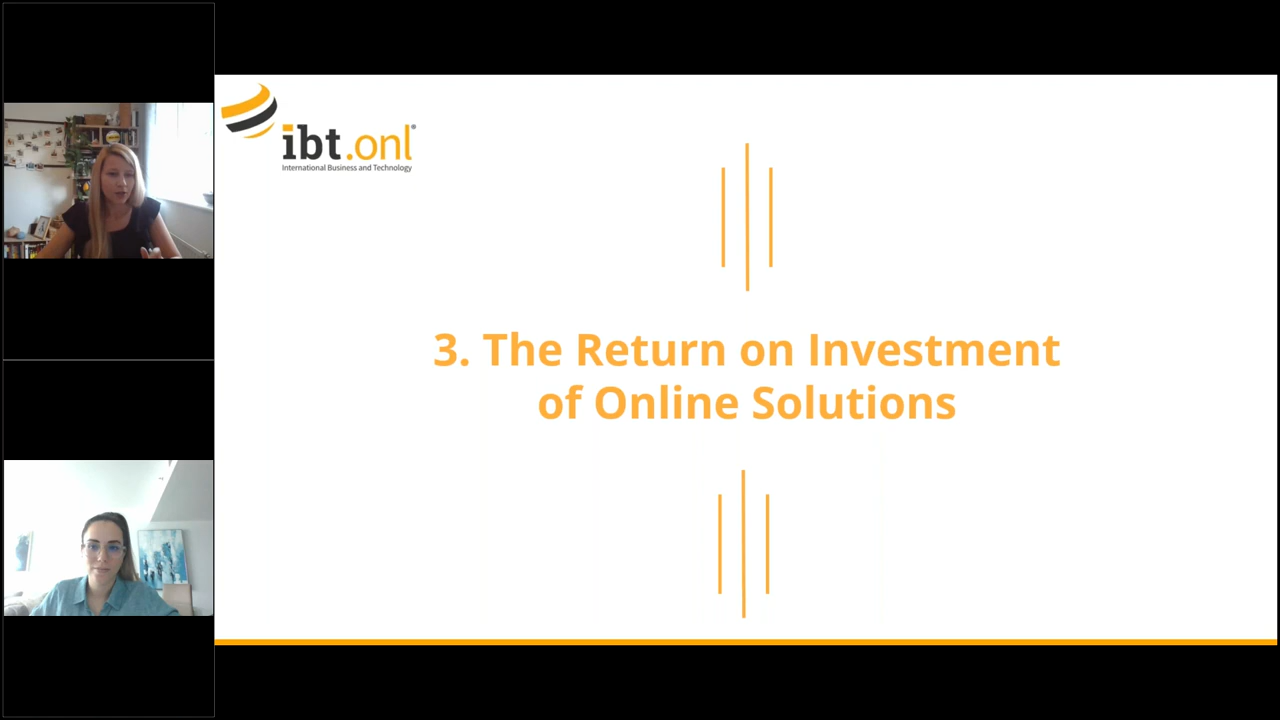 ibt.onl®
International Business and Technology
3. The Return on Investment
of Online Solutions